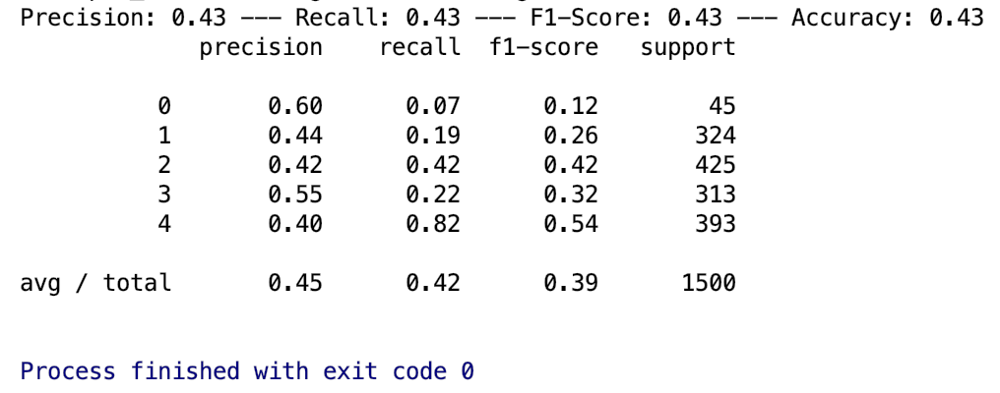 Precision: 0.43 --- Recall: 0.43 --- F1-Score: 0.43 --- Accuracy: 0.43
precision recall f1-score support
0 0.60 0.07 0.12 45
1 0.44 0.19 0.26 324
2 0.42 0.42 0.42 425
3 0.55 0.22 0.32 313
4 0.40 0.82 0.54 393
avg / total 0.45 0.42 0.39 1500
Process finished with exit code 0